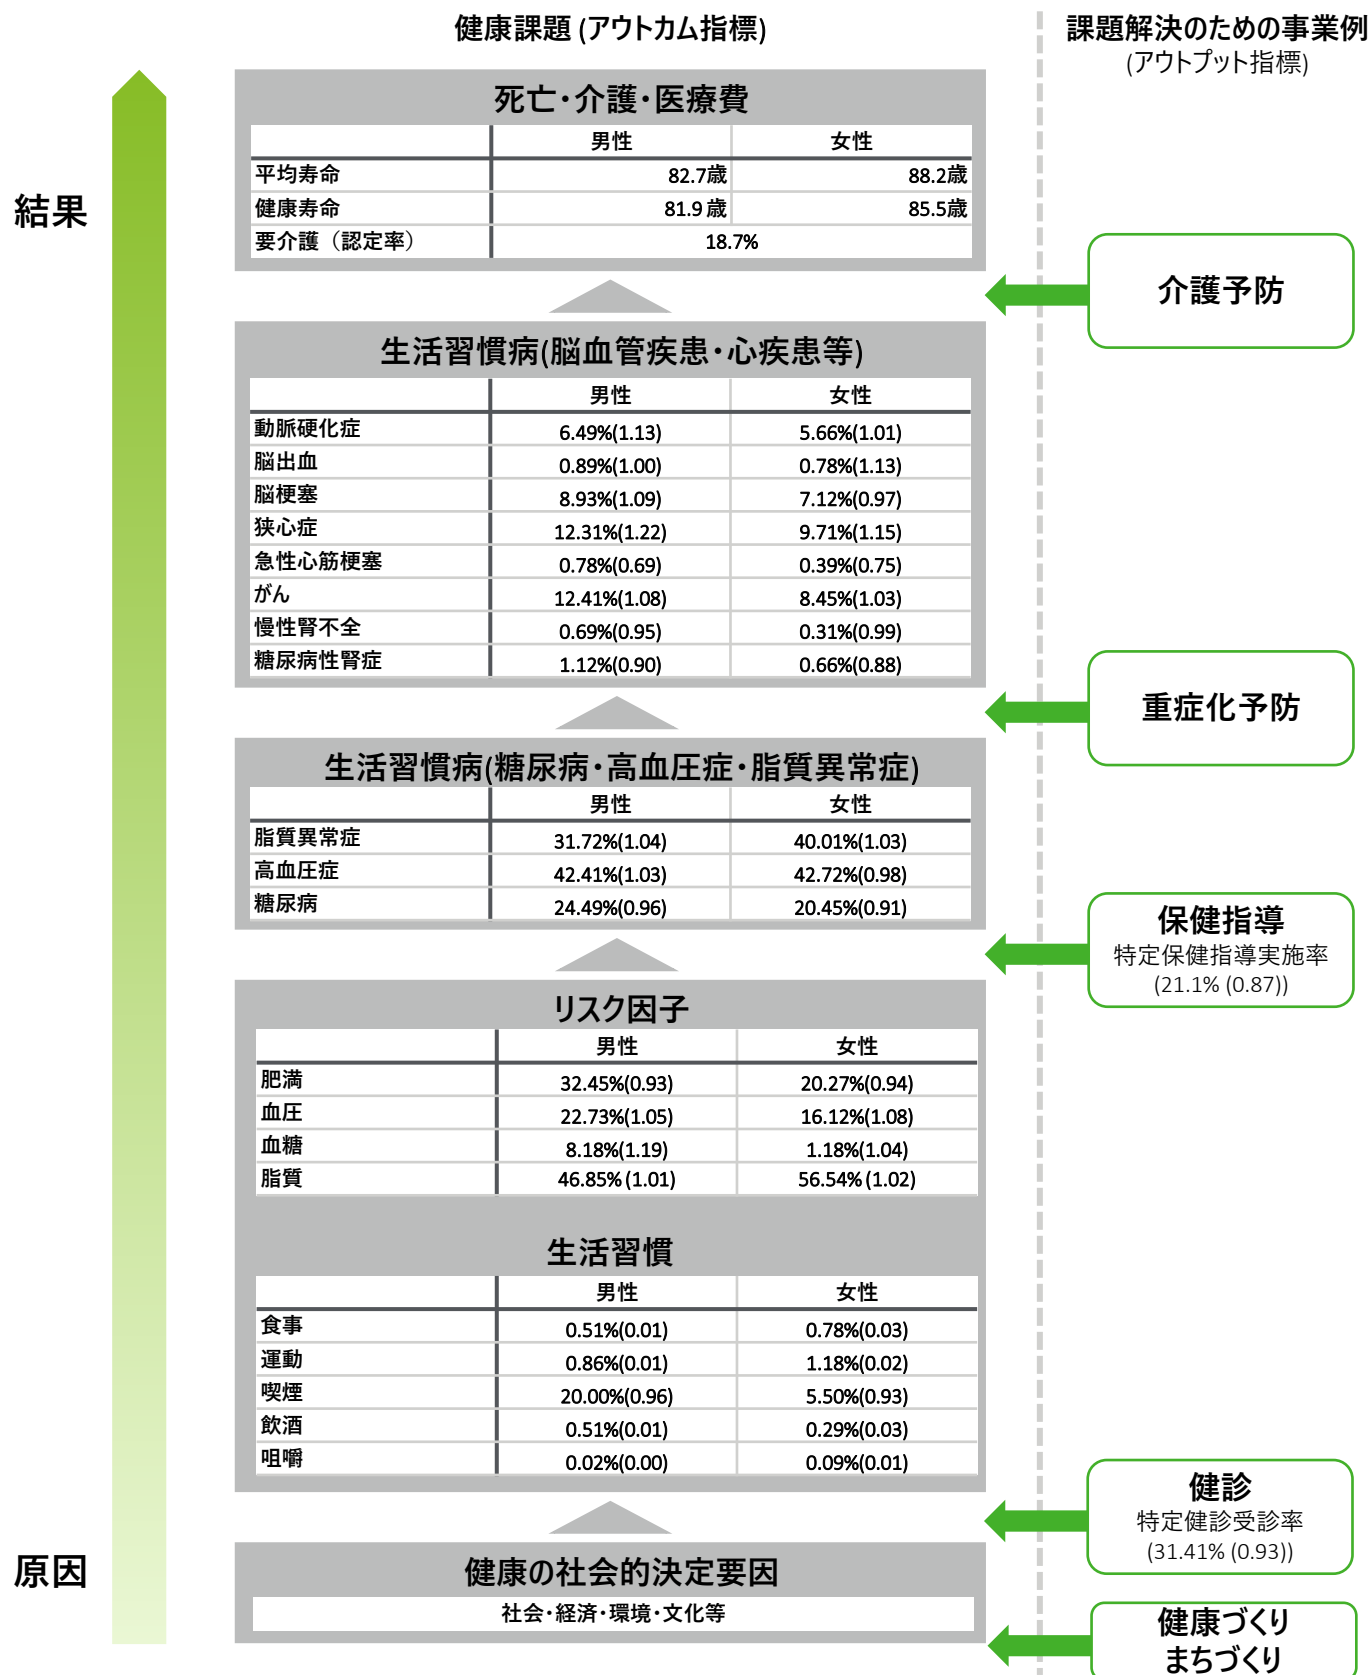 健康課題 (アウトカム指標)
課題解決のための事業例
(アウトプット指標)
結果
死亡・介護・医療費
男性 女性
平均寿命 82.7歳 88.2歳
健康寿命 81.9 歳 85.5歳
要介護（認定率） 18.7%
介護予防
生活習慣病(脳血管疾患・心疾患等)
男性 女性
動脈硬化症 6.49%(1.13) 5.66%(1.01)
脳出血 0.89%(1.00) 0.78%(1.13)
脳梗塞 8.93%(1.09) 7.12%(0.97)
狭心症 12.31%(1.22) 9.71%(1.15)
急性心筋梗塞 0.78%(0.69) 0.39%(0.75)
がん 12.41%(1.08) 8.45%(1.03)
慢性腎不全 0.69%(0.95) 0.31%(0.99)
糖尿病性腎症 1.12%(0.90) 0.66%(0.88)
重症化予防
生活習慣病(糖尿病・高血圧症・脂質異常症)
男性 女性
脂質異常症 31.72%(1.04) 40.01%(1.03)
高血圧症 42.41%(1.03) 42.72%(0.98)
糖尿病 24.49%(0.96) 20.45%(0.91)
保健指導
特定保健指導実施率
(21.1% (0.87))
リスク因子
男性 女性
肥満 32.45%(0.93) 20.27%(0.94)
血圧 22.73%(1.05) 16.12%(1.08)
血糖 8.18%(1.19) 1.18%(1.04)
脂質 46.85% (1.01) 56.54% (1.02)
生活習慣
男性 女性
食事 0.51%(0.01) 0.78%(0.03)
運動 0.86%(0.01) 1.18%(0.02)
喫煙 20.00%(0.96) 5.50%(0.93)
飲酒 0.51%(0.01) 0.29%(0.03)
咀嚼 0.02%(0.00) 0.09%(0.01)
健診
特定健診受診率
(31.41% (0.93))
原因
健康の社会的決定要因
社会・経済・環境・文化等
健康づくり
まちづくり